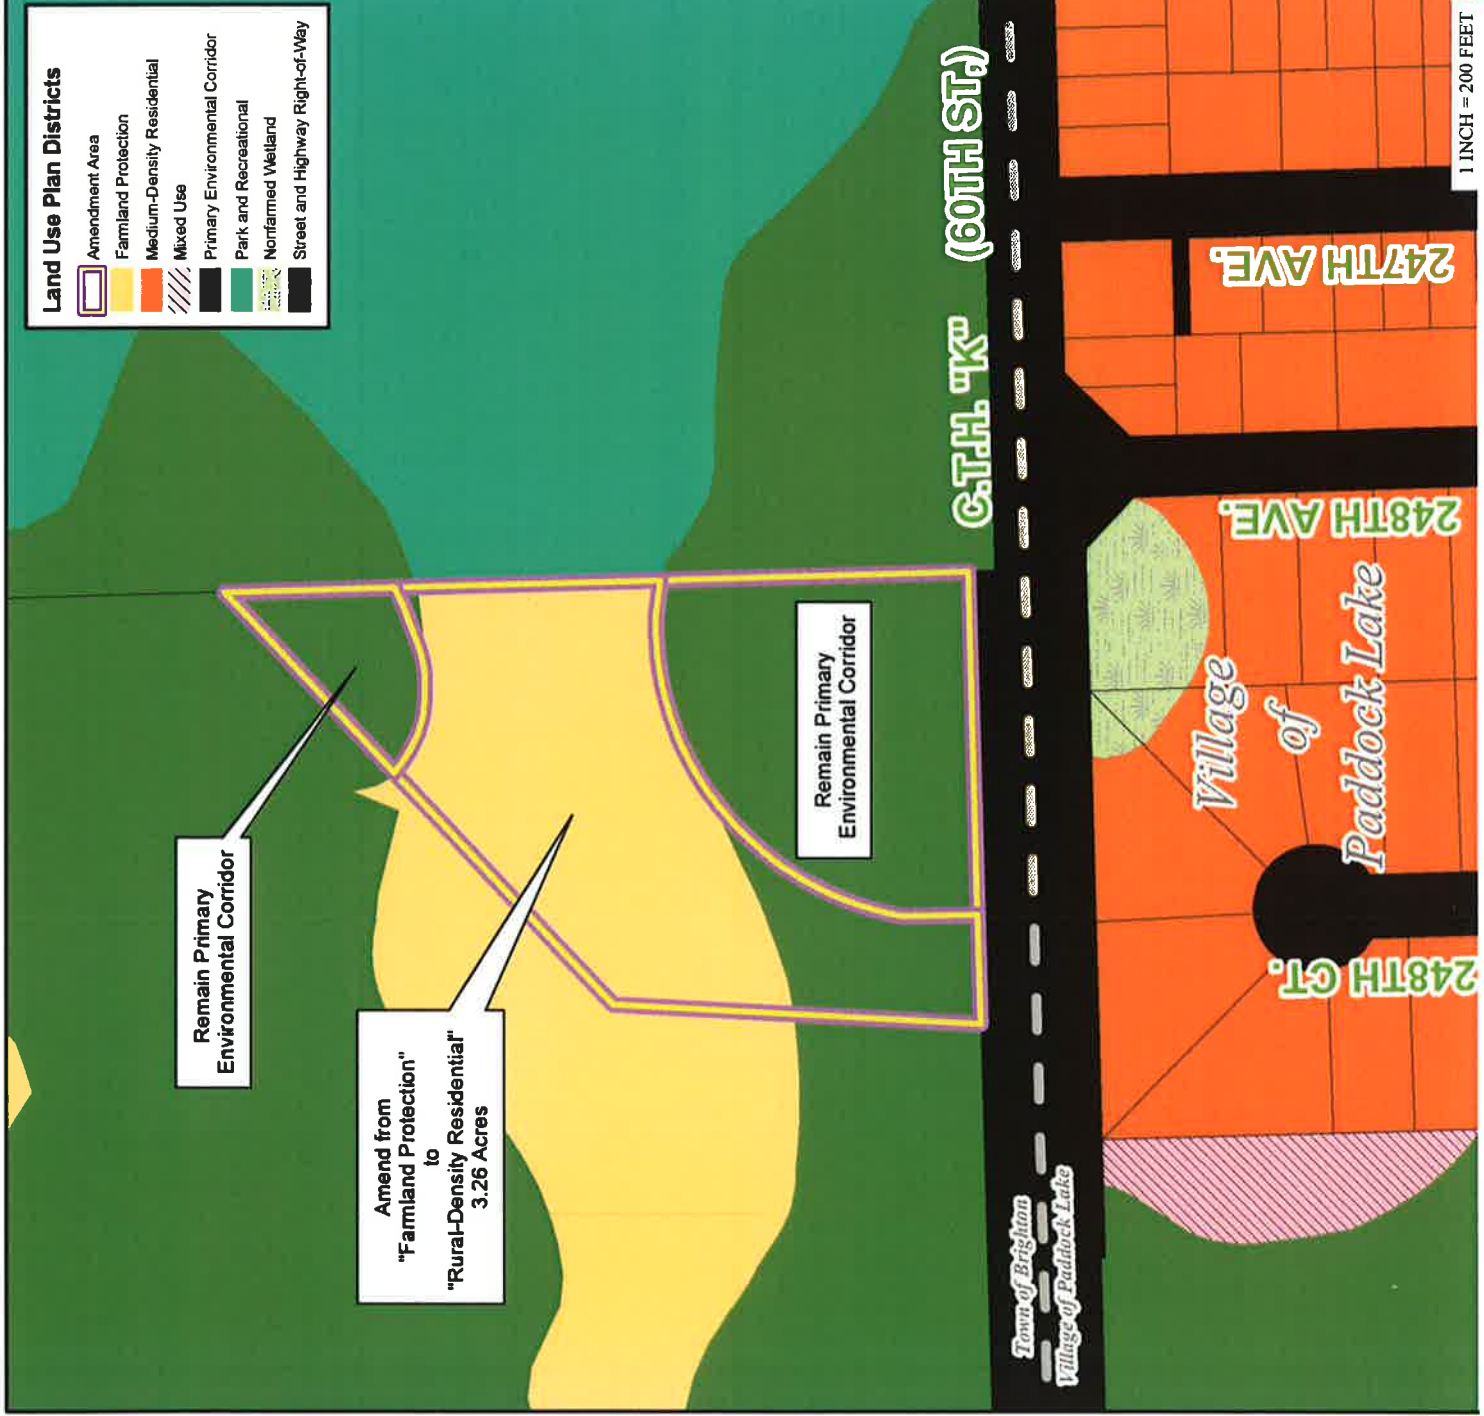 Land Use Plan Districts
Amendment Area
Farmland Protection
Medium-Density Residential
Mixed Use
Primary Environmental Corridor
Park and Recreational
Nonfarmed Wetland
Street and Highway Right-of-Way
Remain Primary
Environmental Corridor
Amend from
"Farmland Protection"
to
"Rural-Density Residential"
3.26 Acres
Remain Primary
Environmental Corridor
C.T.H. "K" (60TH ST.)
Town of Brighton
Village of Paddock Lake
Village
of
Paddock Lake
248TH CT.
248TH AVE.
247TH AVE.
1 INCH = 200 FEET